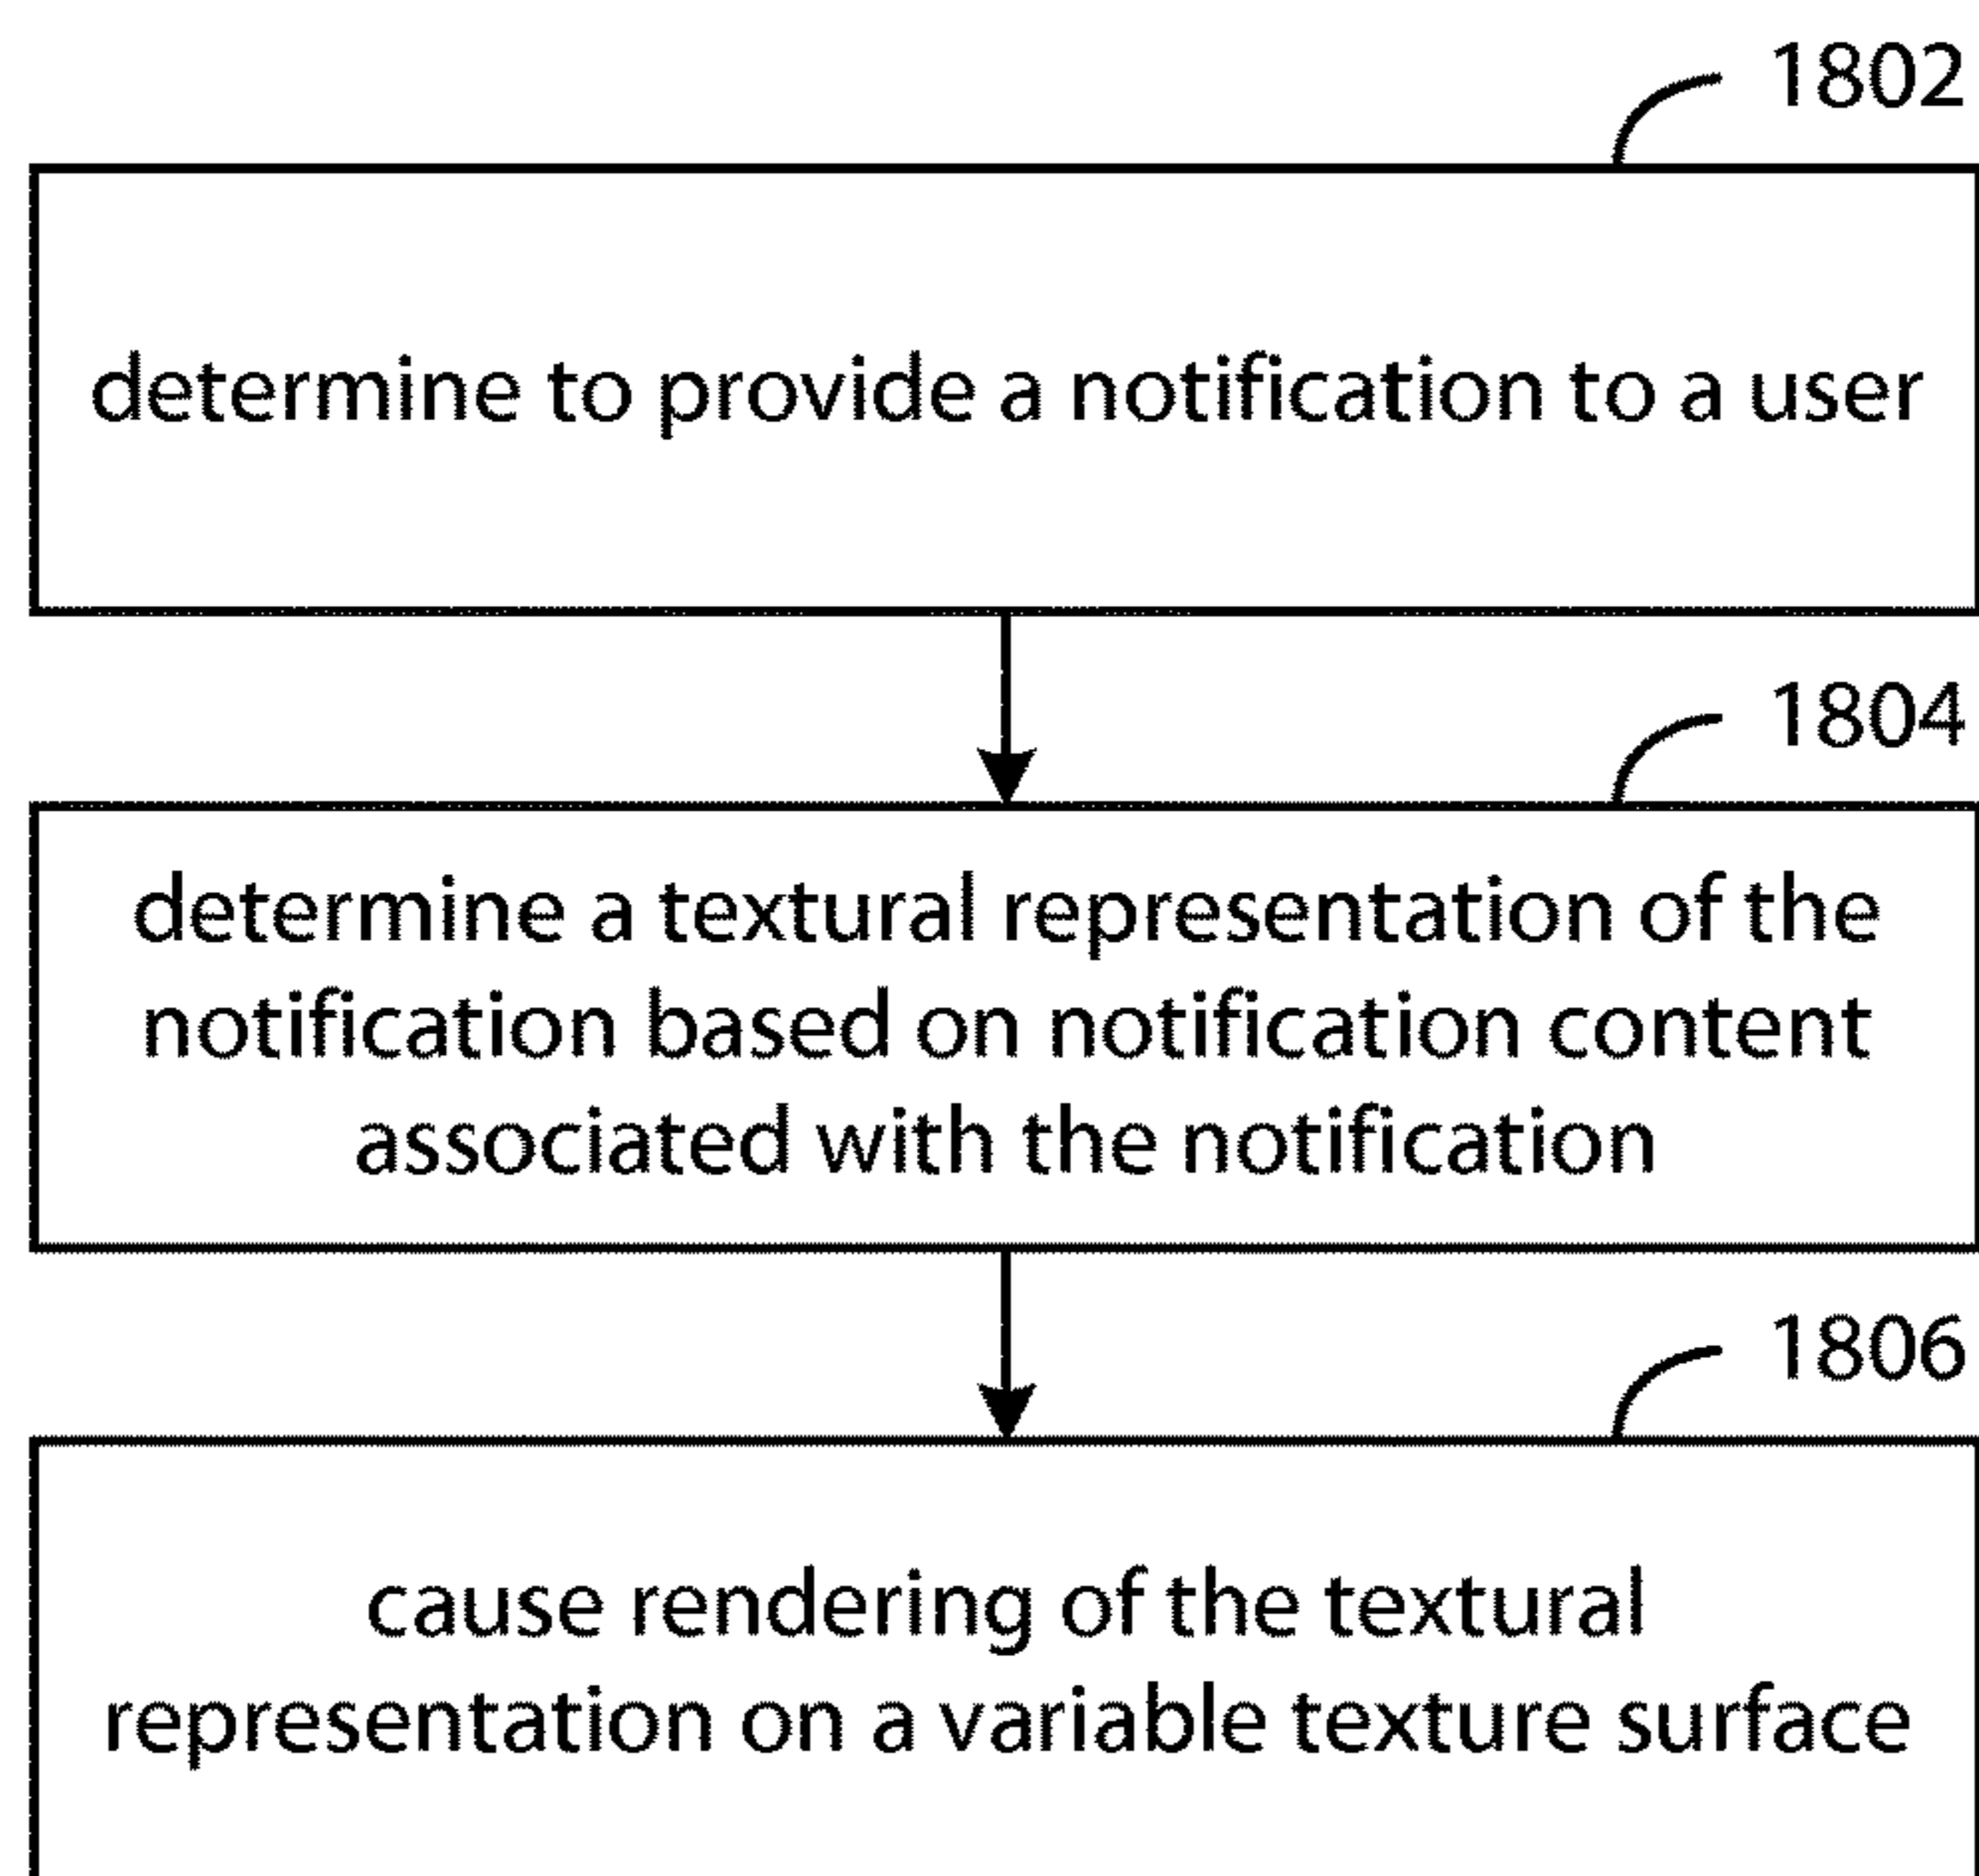 1802
determine to provide a notification to a user
1804
determine a textural representation of the
notification based on notification content
associated with the notification
1806
cause rendering of the textural
representation on a variable texture surface